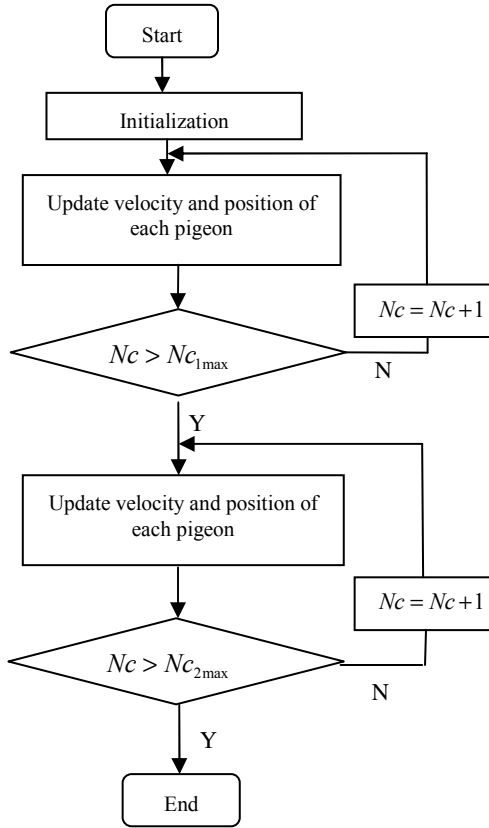 Start
Initialization
Update velocity and position of
each pigeon
Nc = Nc+1
Nc > Nc1max
N
Y
Update velocity and position of
each pigeon
Nc = Nc+1
Nc > Nc2max
N
Y
End